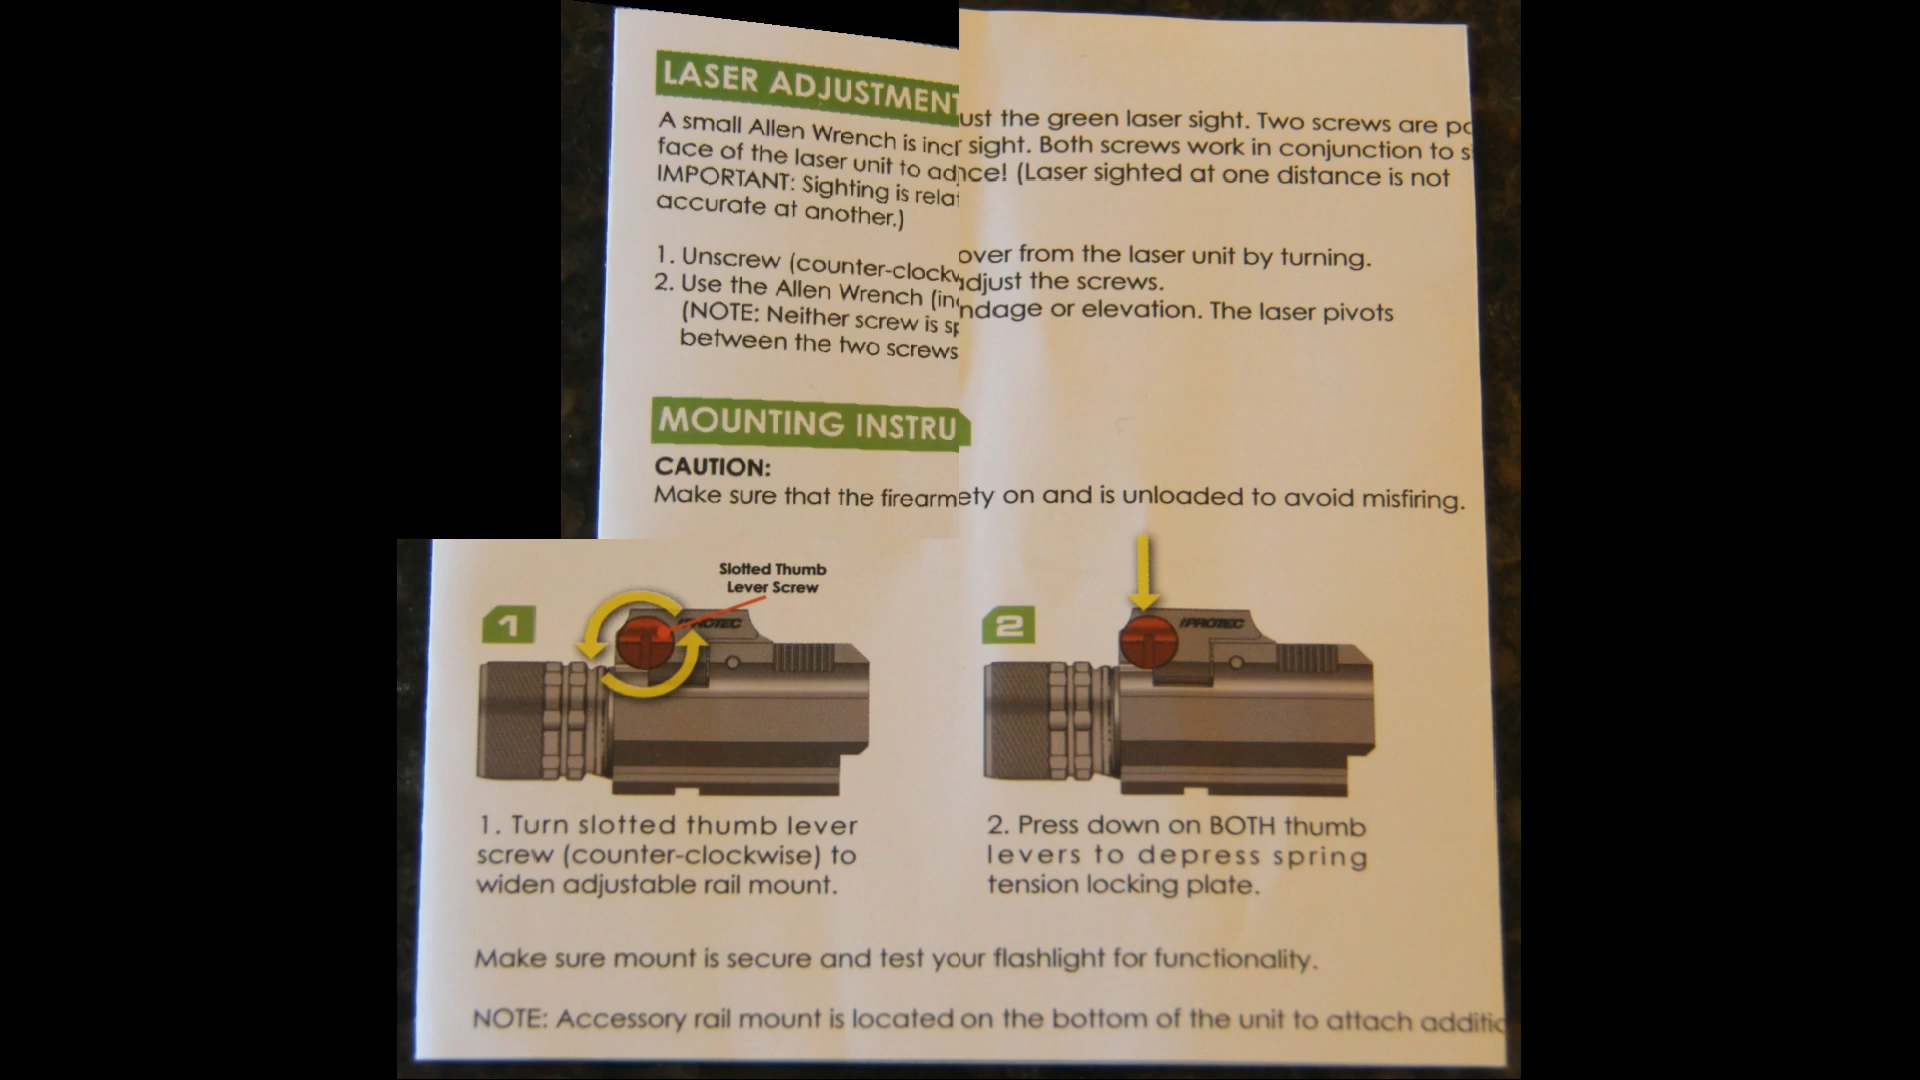 LASER ADJUSTMENT
A small Allen Wrench is incl ust the green laser sight. Two screws are po
face of the laser unit to ad sight. Both screws work in conjunction to
IMPORTANT: Sighting is rela nce! (Laser sighted at one distance is not
accurate at another.)
1. Unscrew (counter-clockw over from the laser unit by turning.
2. Use the Allen Wrench (in adjust the screws.
(NOTE: Neither screw is sp ndage or elevation. The laser pivots
between the two screws
MOUNTING INSTRU
CAUTION:
Make sure that the firearm ety on and is unloaded to avoid misfiring.
Slotted Thumb
Lever Screw
1
iPROTEC
2
iPROTEC
1. Turn slotted thumb lever
screw (counter-clockwise) to
widen adjustable rail mount.
2. Press down on BOTH thumb
levers to depress spring
tension locking plate.
Make sure mount is secure and test your flashlight for functionality.
NOTE: Accessory rail mount is located on the bottom of the unit to attach additio